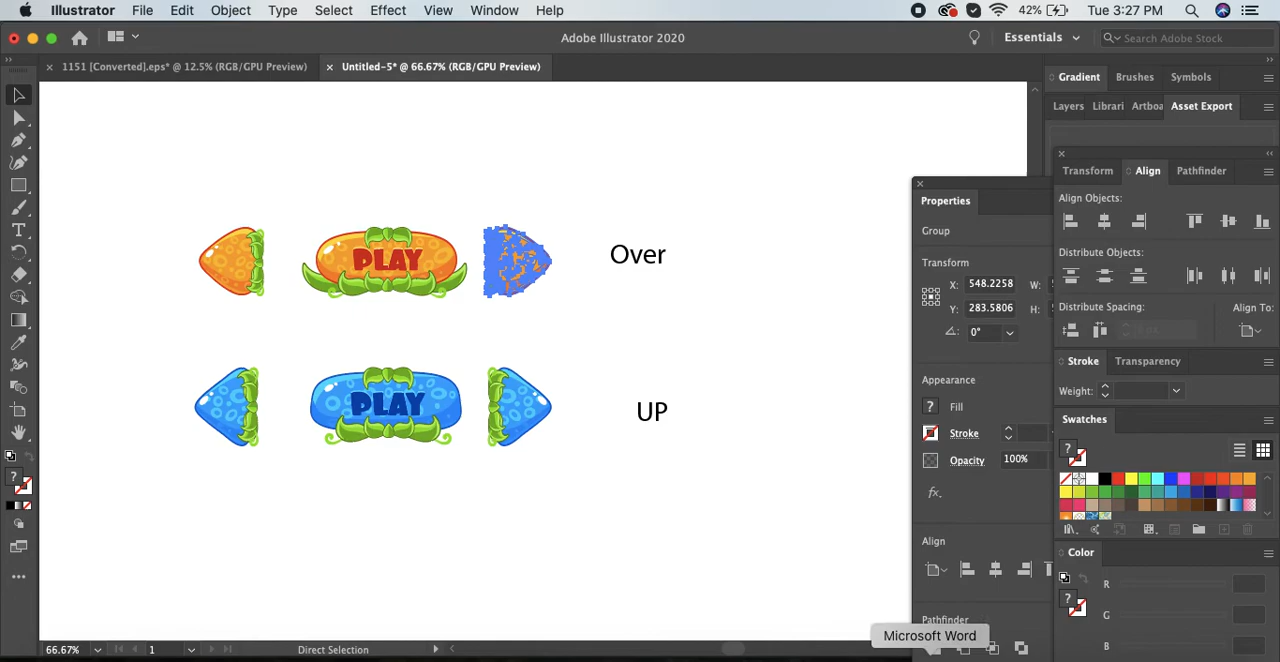 Illustrator File Edit Object Type Select Effect View Window Help 42% Tue 3:27 PM
Adobe Illustrator 2020 Essentials Search Adobe Stock
1151 [Converted].eps* @ 12.5% (RGB/GPU Preview) Untitled-5* @ 66.67% (RGB/GPU Preview)
Gradient Brushes Symbols
Layers Librari Artboa Asset Export
Transform Align Pathfinder
Align Objects:
Distribute Objects:
Distribute Spacing:
Align To:
Stroke Transparency
Weight:
Swatches
?
Color
?
R
G
B
Properties
Group
Transform
X: 548.2258 W:
Y: 283.5806 H:
0°
Appearance
? Fill
Stroke
Opacity 100%
fx.
Align
Pathfinder
Microsoft Word
PLAY
Over
PLAY
UP
T
?
66.67% 1 Direct Selection